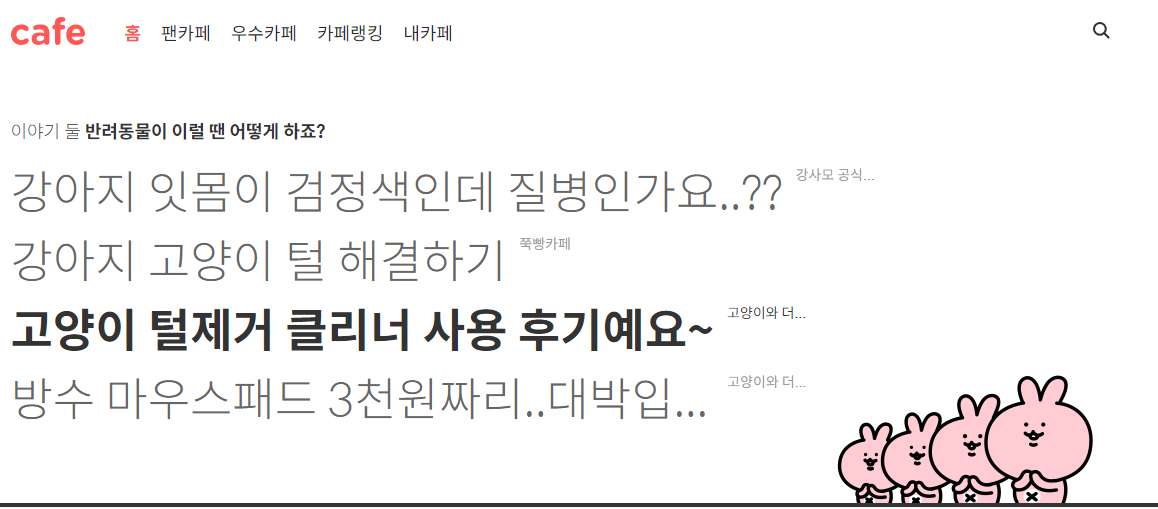 cafe 홈 팬카페 우수카페 카페랭킹 내카페
이야기 둘 반려동물이 이럴 땐 어떻게 하죠?
강아지 잇몸이 검정색인데 질병인가요..?? 강사모 공식...
강아지 고양이 털 해결하기 쭉빵카페
고양이 털제거 클리너 사용 후기예요~ 고양이와 더...
방수 마우스패드 3천원짜리..대박입... 고양이와 더...